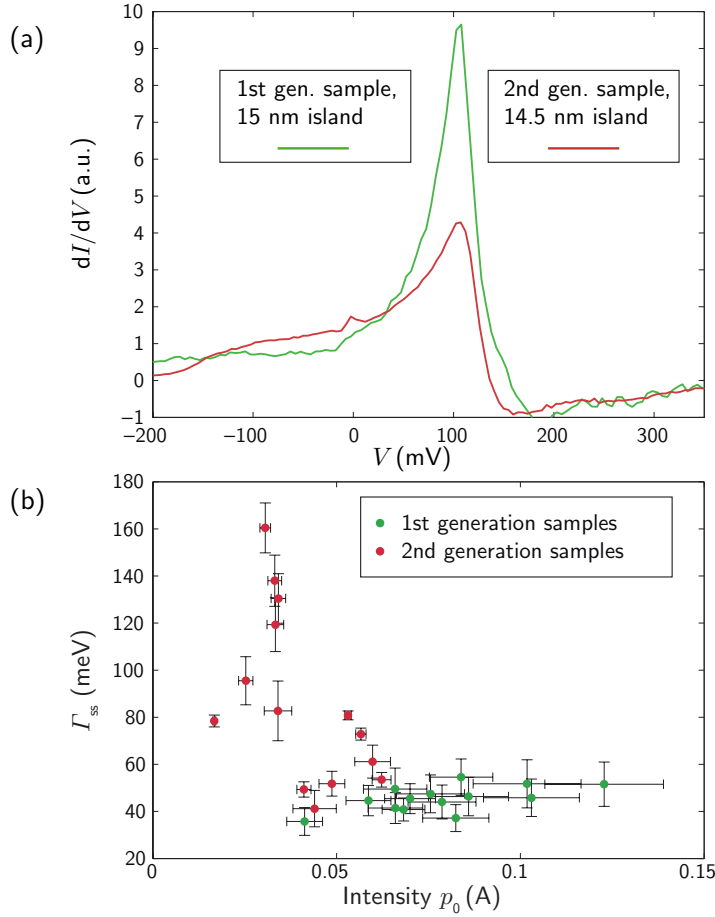 (a)
10
9
8
7
6
5
4
3
2
1
0
−1
dI/dV (a.u.)
1st gen. sample,
15 nm island
2nd gen. sample,
14.5 nm island
−200 −100 0 100 200 300
V (mV)
(b)
180
160
140
120
100
80
60
40
20
Γss (meV)
1st generation samples
2nd generation samples
0 0.05 0.1 0.15
Intensity p0 (A)